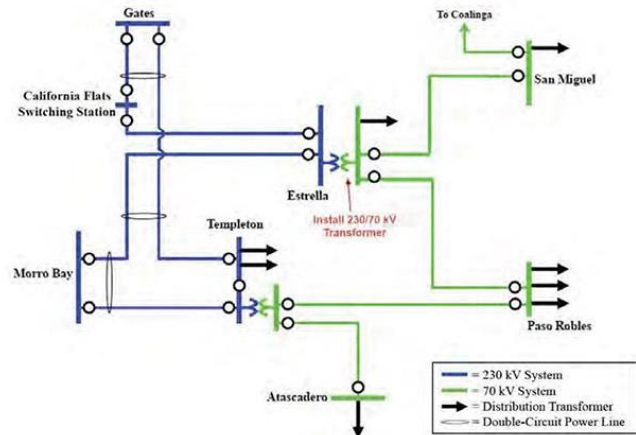 Gates
To Coalinga
California Flats
Switching Station
San Miguel
Estrella
Install 230/70 kV
Transformer
Templeton
Morro Bay
Paso Robles
Atascadero
= 230 kV System
= 70 kV System
= Distribution Transformer
= Double-Circuit Power Line